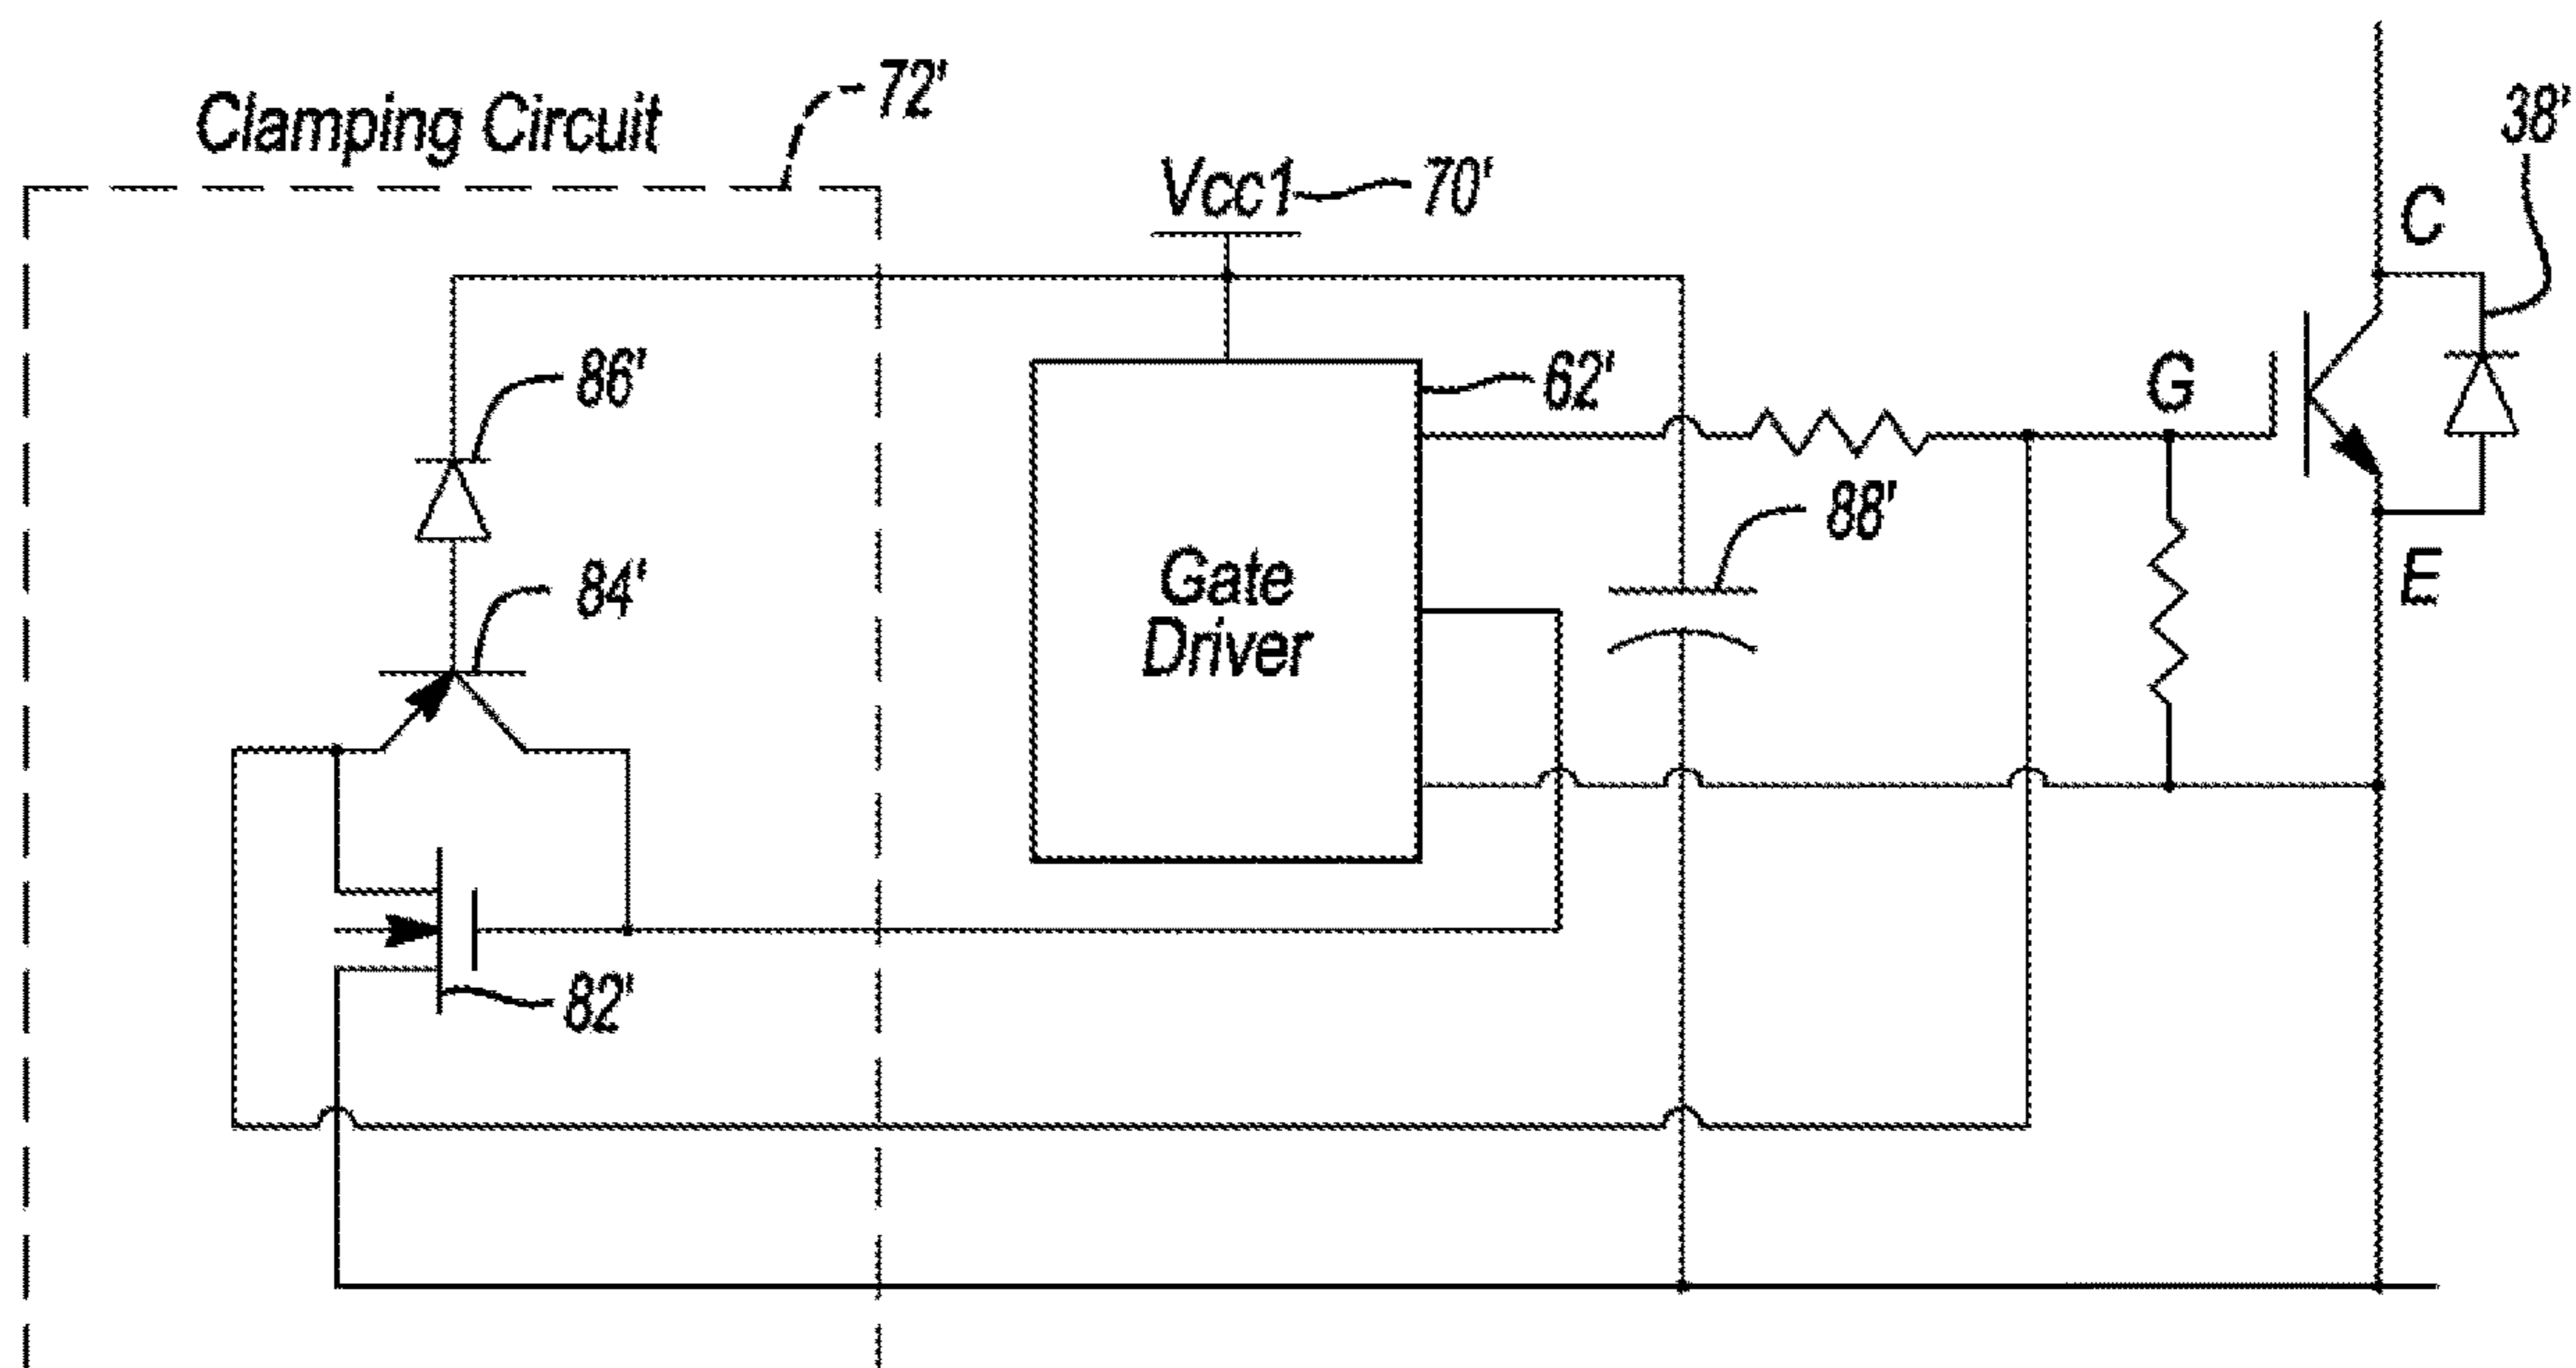 Clamping Circuit
72'
Vcc1
70'
38'
C
86'
62'
G
88'
84'
Gate
Driver
E
82'